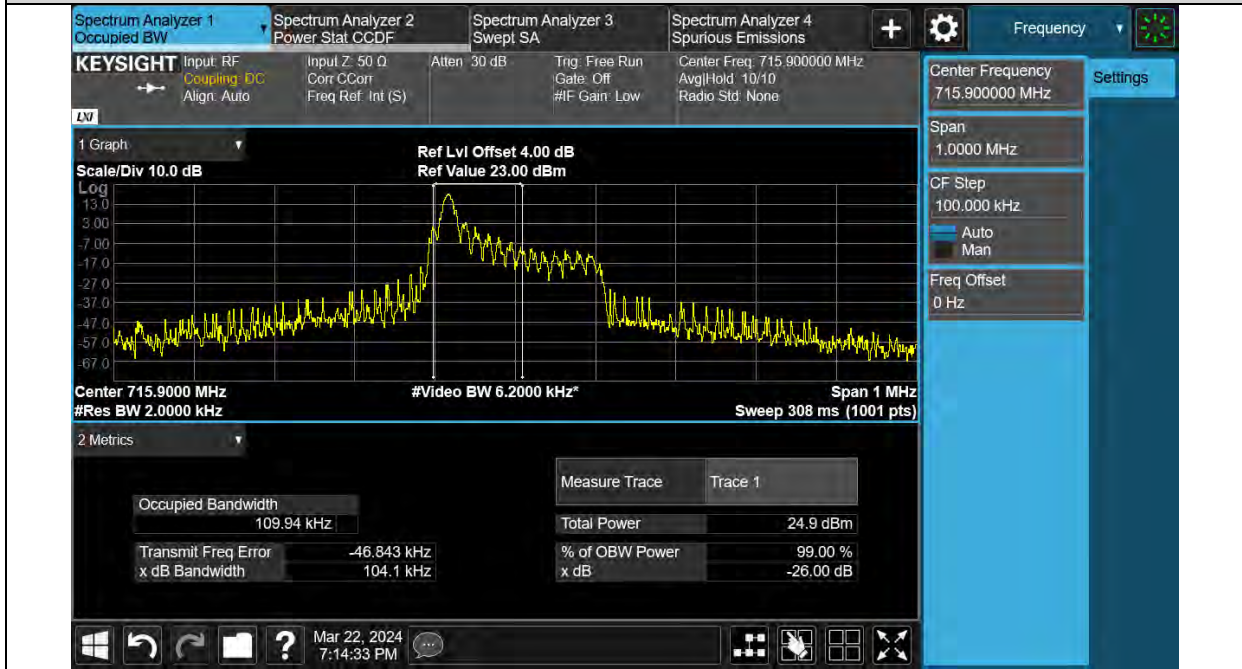 Spectrum Analyzer 1
Occupied BW
Spectrum Analyzer 2
Power Stat CCDF
Spectrum Analyzer 3
Swept SA
Spectrum Analyzer 4
Spurious Emissions
+
Frequency
KEYSIGHT
Input: RF
Coupling: DC
Align: Auto
Input Z: 50 Ω
Corr CCorr
Freq Ref: Int (S)
Atten: 30 dB
Trig: Free Run
Gate: Off
#IF Gain: Low
Center Freq: 715.900000 MHz
Avg|Hold: 10/10
Radio Std: None
LXI
Center Frequency
715.900000 MHz
Settings
Span
1.0000 MHz
CF Step
100.000 kHz
Auto
Man
Freq Offset
0 Hz
1 Graph
Scale/Div 10.0 dB
Ref Lvl Offset 4.00 dB
Ref Value 23.00 dBm
Log
13.0
3.00
-7.00
-17.0
-27.0
-37.0
-47.0
-57.0
-67.0
Center 715.9000 MHz
#Res BW 2.0000 kHz
#Video BW 6.2000 kHz*
Span 1 MHz
Sweep 308 ms (1001 pts)
2 Metrics
Measure Trace Trace 1
Occupied Bandwidth
109.94 kHz
Total Power 24.9 dBm
Transmit Freq Error -46.843 kHz
% of OBW Power 99.00 %
x dB Bandwidth 104.1 kHz
x dB -26.00 dB
?
Mar 22, 2024
7:14:33 PM